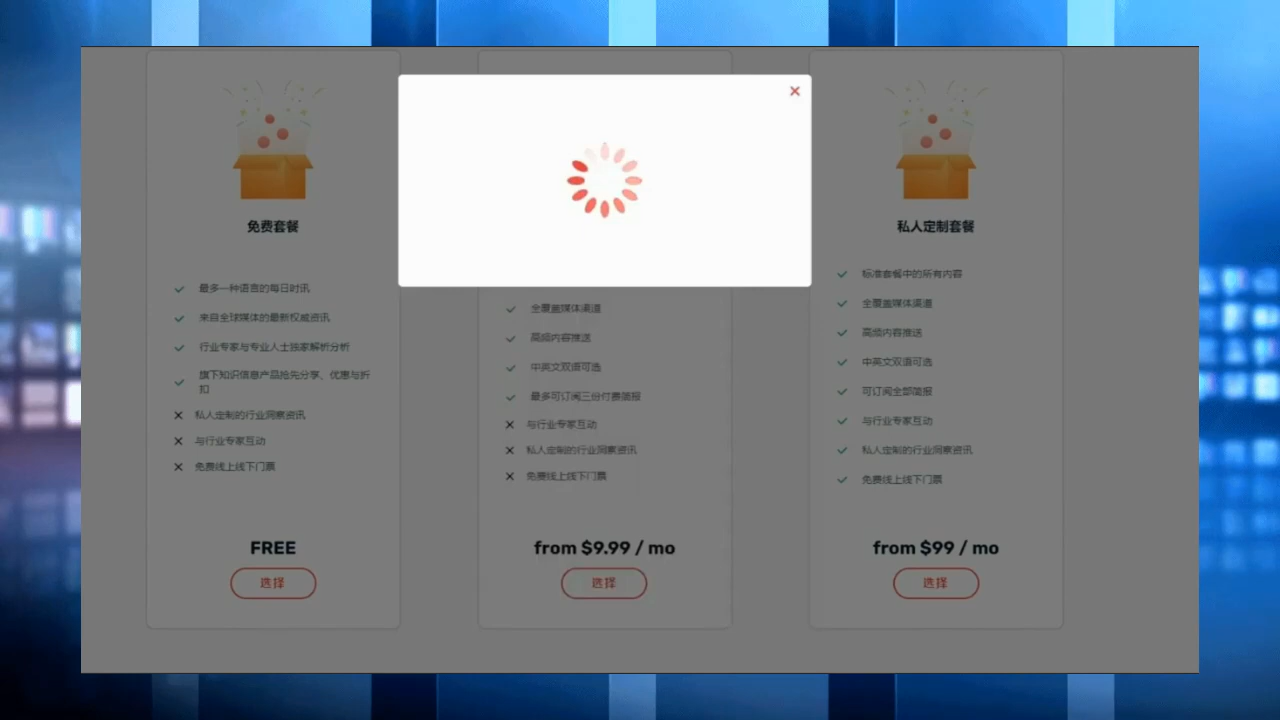 免费套餐
最多一种语言的每日时讯
来自全球媒体的最新权威资讯
行业专家与专业人士独家解析分析
旗下知识信息产品抢先分享、优惠与折
扣
私人定制的行业洞察资讯
与行业专家互动
免费线上线下门票
FREE
选择
全覆盖媒体渠道
高频内容推送
中英文双语可选
最多可订阅三份付费简报
与行业专家互动
私人定制的行业洞察资讯
免费线上线下门票
from $9.99 / mo
选择
私人定制套餐
标准套餐中的所有内容
全覆盖媒体渠道
高频内容推送
中英文双语可选
可订阅全部简报
与行业专家互动
私人定制的行业洞察资讯
免费线上线下门票
from $99 / mo
选择